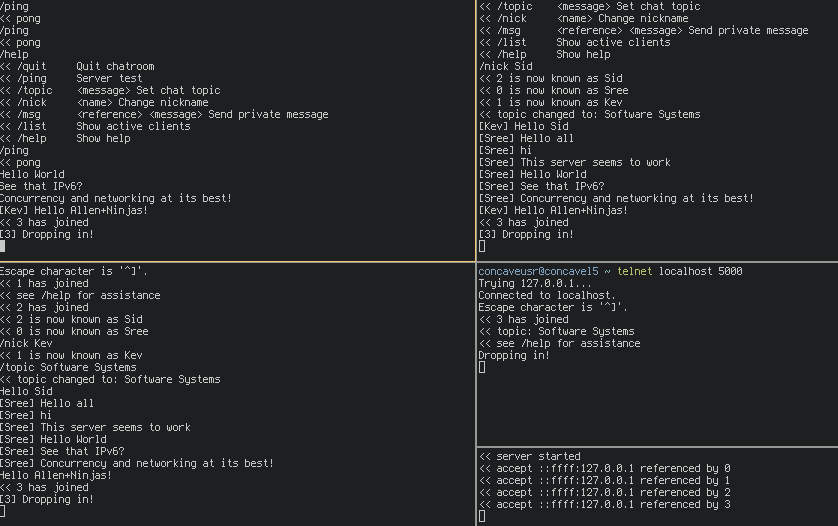 /ping
<< pong
/ping
<< pong
/help
<< /quit     Quit chatroom
<< /ping     Server test
<< /topic    <message> Set chat topic
<< /nick     <name> Change nickname
<< /msg      <reference> <message> Send private message
<< /list     Show active clients
<< /help     Show help
/ping
<< pong
Hello World
See that IPv6?
Concurrency and networking at its best!
[Kev] Hello Allen+Ninjas!
<< 3 has joined
[3] Dropping in!
<< /topic    <message> Set chat topic
<< /nick     <name> Change nickname
<< /msg      <reference> <message> Send private message
<< /list     Show active clients
<< /help     Show help
/nick Sid
<< 2 is now known as Sid
<< 0 is now known as Sree
<< 1 is now known as Kev
<< topic changed to: Software Systems
[Kev] Hello Sid
[Sree] Hello all
[Sree] hi
[Sree] This server seems to work
[Sree] Hello World
[Sree] See that IPv6?
[Sree] Concurrency and networking at its best!
[Kev] Hello Allen+Ninjas!
<< 3 has joined
[3] Dropping in!
Escape character is '^]'.
<< 1 has joined
<< see /help for assistance
<< 2 has joined
<< 2 is now known as Sid
<< 0 is now known as Sree
/nick Kev
<< 1 is now known as Kev
/topic Software Systems
<< topic changed to: Software Systems
Hello Sid
[Sree] Hello all
[Sree] hi
[Sree] This server seems to work
[Sree] Hello World
[Sree] See that IPv6?
[Sree] Concurrency and networking at its best!
Hello Allen+Ninjas!
<< 3 has joined
[3] Dropping in!
concaveusr@concavel5 ~ telnet localhost 5000
Trying 127.0.0.1...
Connected to localhost.
Escape character is '^]'.
<< 3 has joined
<< topic: Software Systems
<< see /help for assistance
Dropping in!
<< server started
<< accept ::ffff:127.0.0.1 referenced by 0
<< accept ::ffff:127.0.0.1 referenced by 1
<< accept ::ffff:127.0.0.1 referenced by 2
<< accept ::ffff:127.0.0.1 referenced by 3